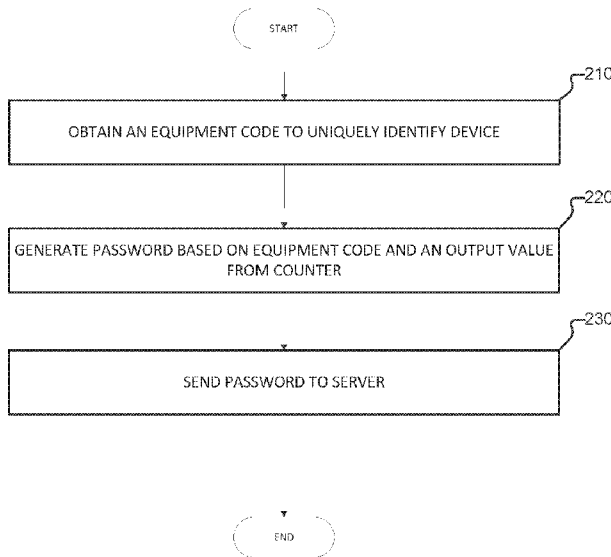 START
210
OBTAIN AN EQUIPMENT CODE TO UNIQUELY IDENTIFY DEVICE
220
GENERATE PASSWORD BASED ON EQUIPMENT CODE AND AN OUTPUT VALUE
FROM COUNTER
230
SEND PASSWORD TO SERVER
END